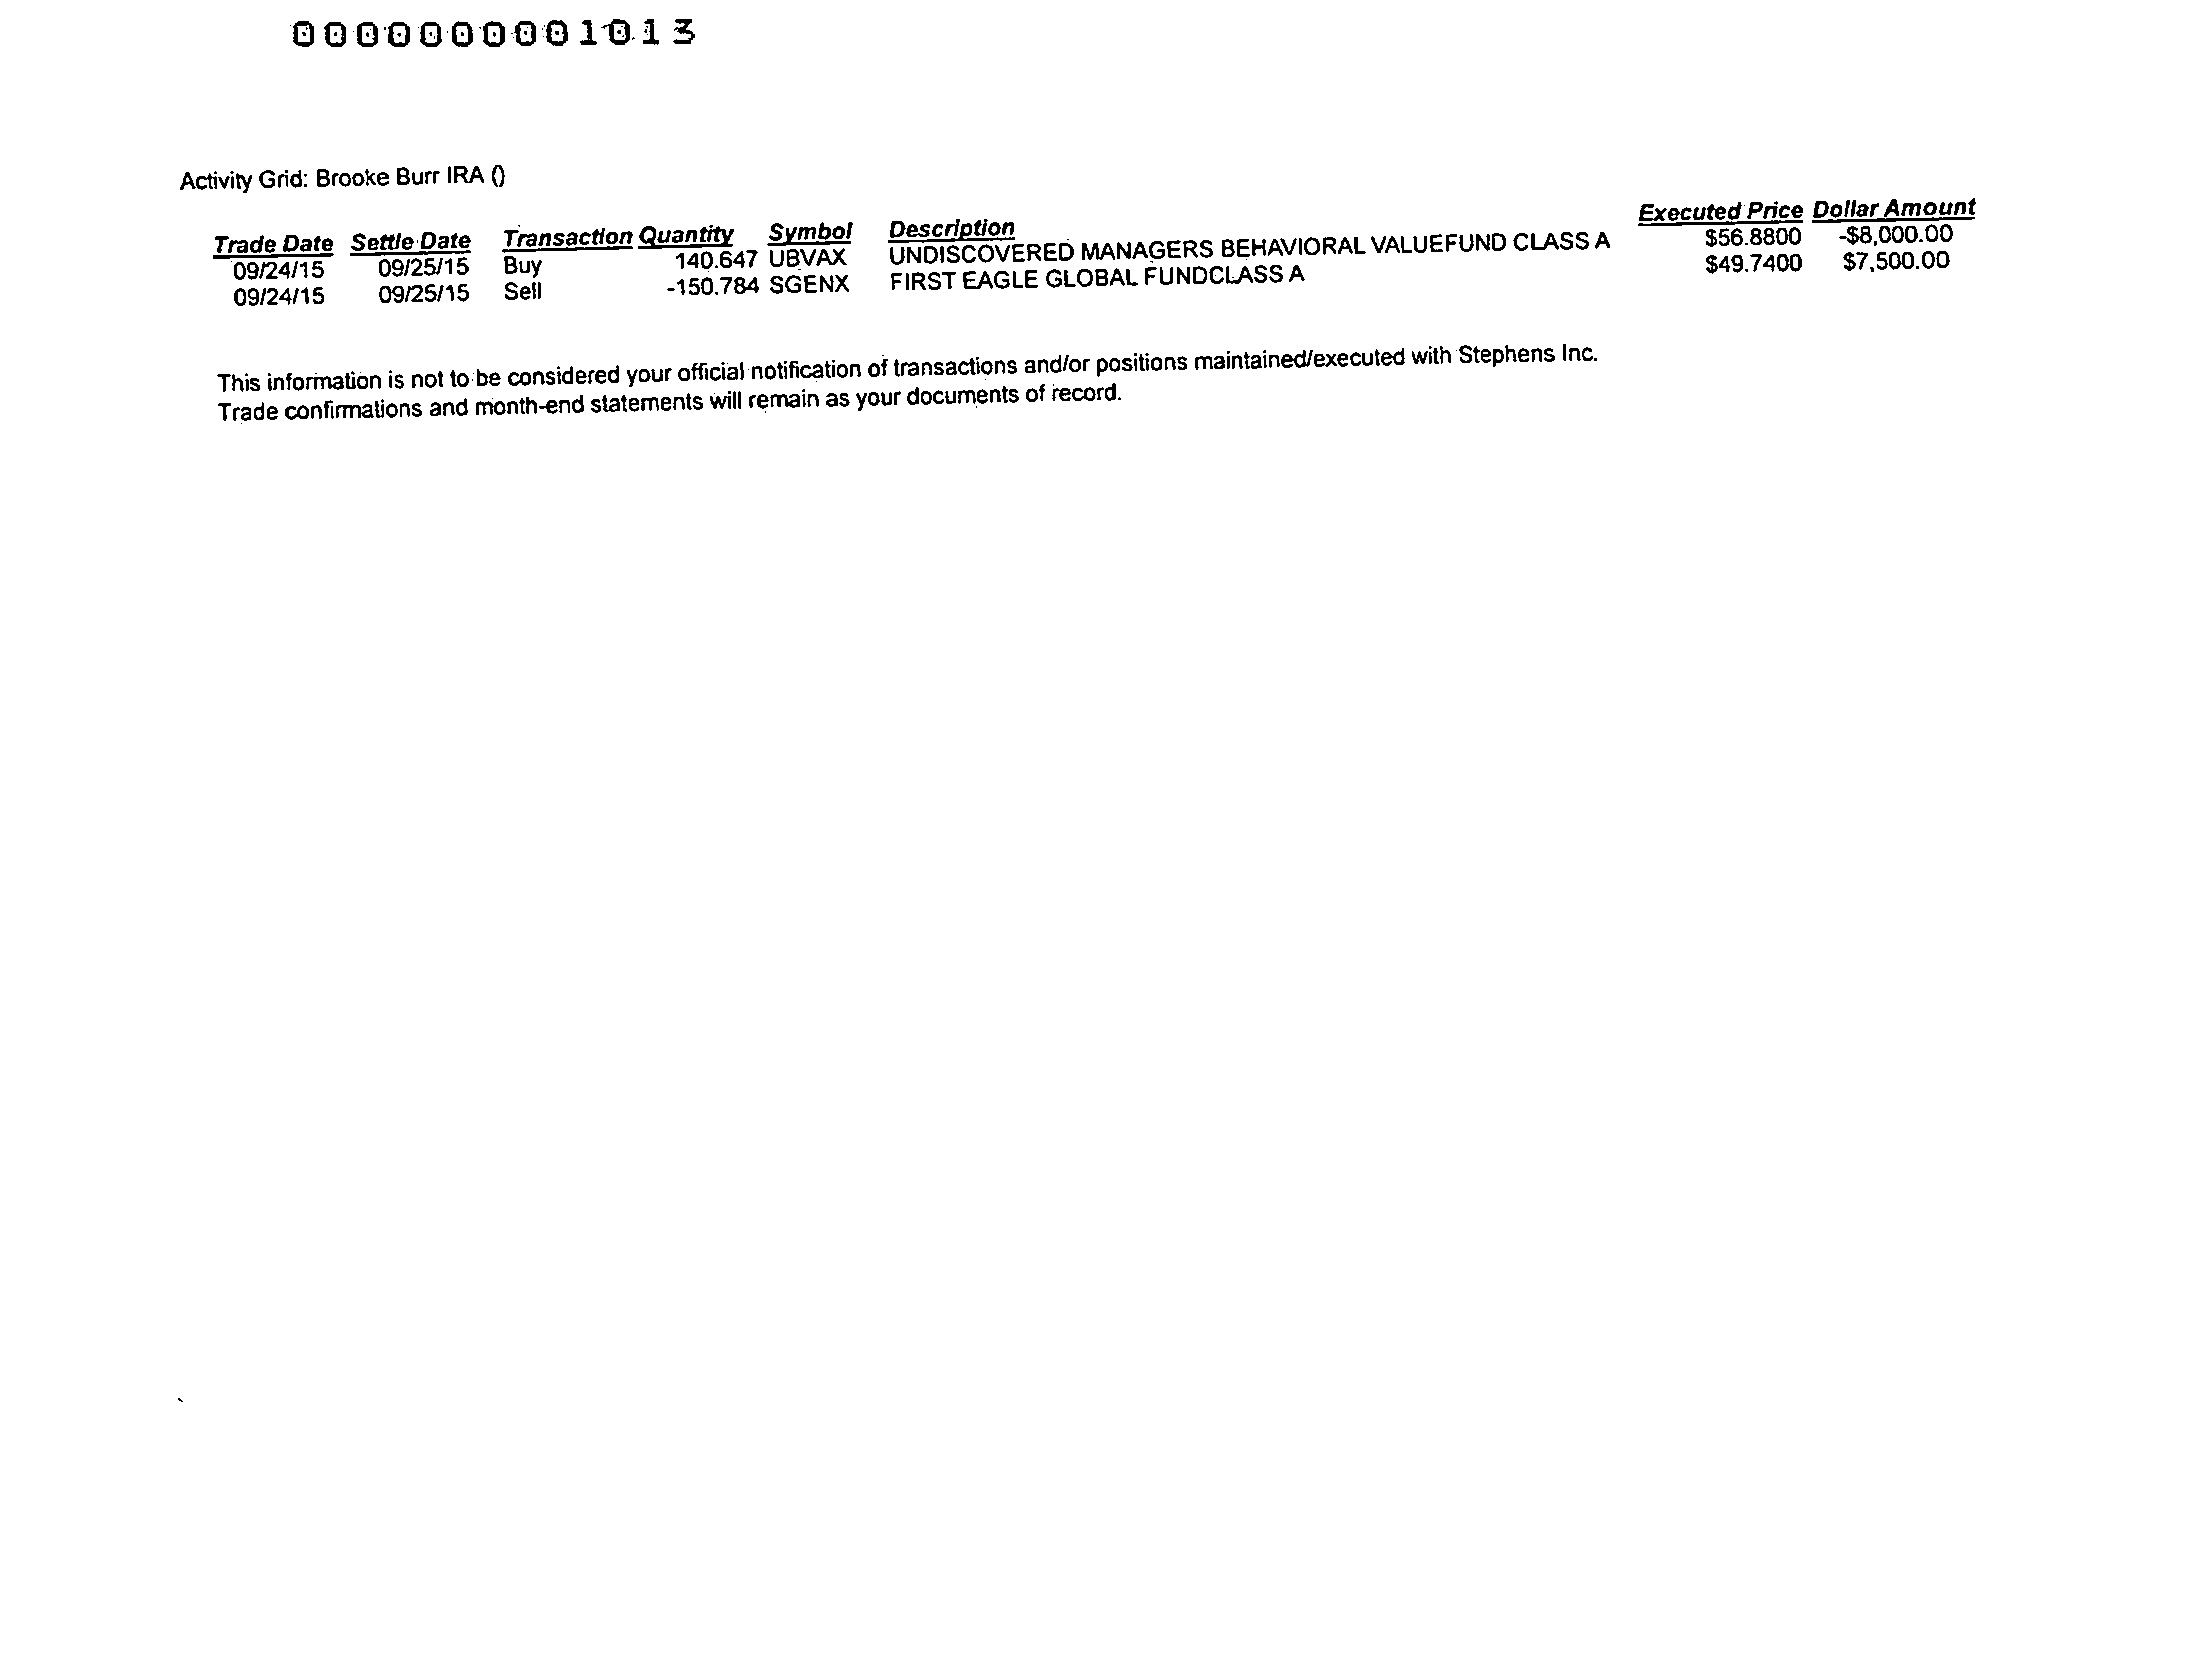 0000000001013
Activity Grid: Brooke Burr IRA ()
Trade Date Settle Date Transaction Quantity Symbol Description Executed Price Dollar Amount
09/24/15 09/25/15 Buy 140.647 UBVAX UNDISCOVERED MANAGERS BEHAVIORAL VALUEFUND CLASS A $56.8800 -$8,000.00
09/24/15 09/25/15 Sell -150.784 SGENX FIRST EAGLE GLOBAL FUNDCLASS A $49.7400 $7,500.00
This information is not to be considered your official notification of transactions and/or positions maintained/executed with Stephens Inc.
Trade confirmations and month-end statements will remain as your documents of record.